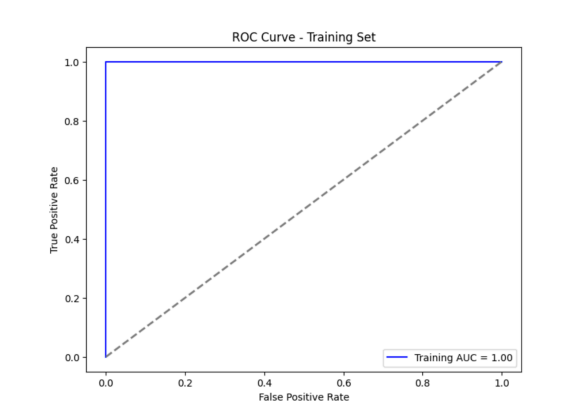 ROC Curve - Training Set
1.0
0.8
0.6
0.4
0.2
0.0
True Positive Rate
Training AUC = 1.00
0.0 0.2 0.4 0.6 0.8 1.0
False Positive Rate